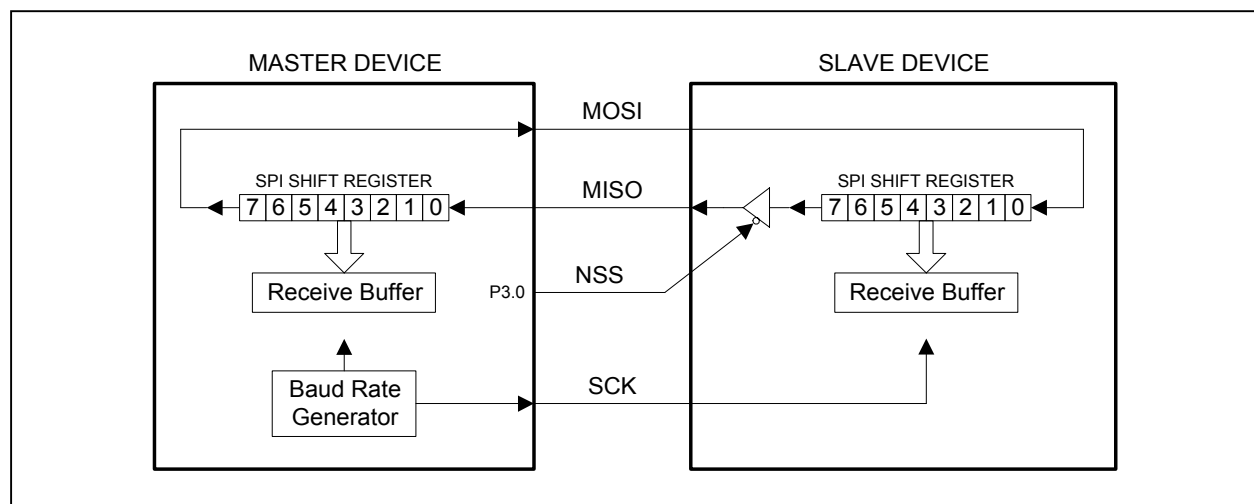 MASTER DEVICE
SLAVE DEVICE
MOSI
SPI SHIFT REGISTER
7 6 5 4 3 2 1 0
MISO
SPI SHIFT REGISTER
7 6 5 4 3 2 1 0
NSS
P3.0
Receive Buffer
Receive Buffer
Baud Rate
Generator
SCK